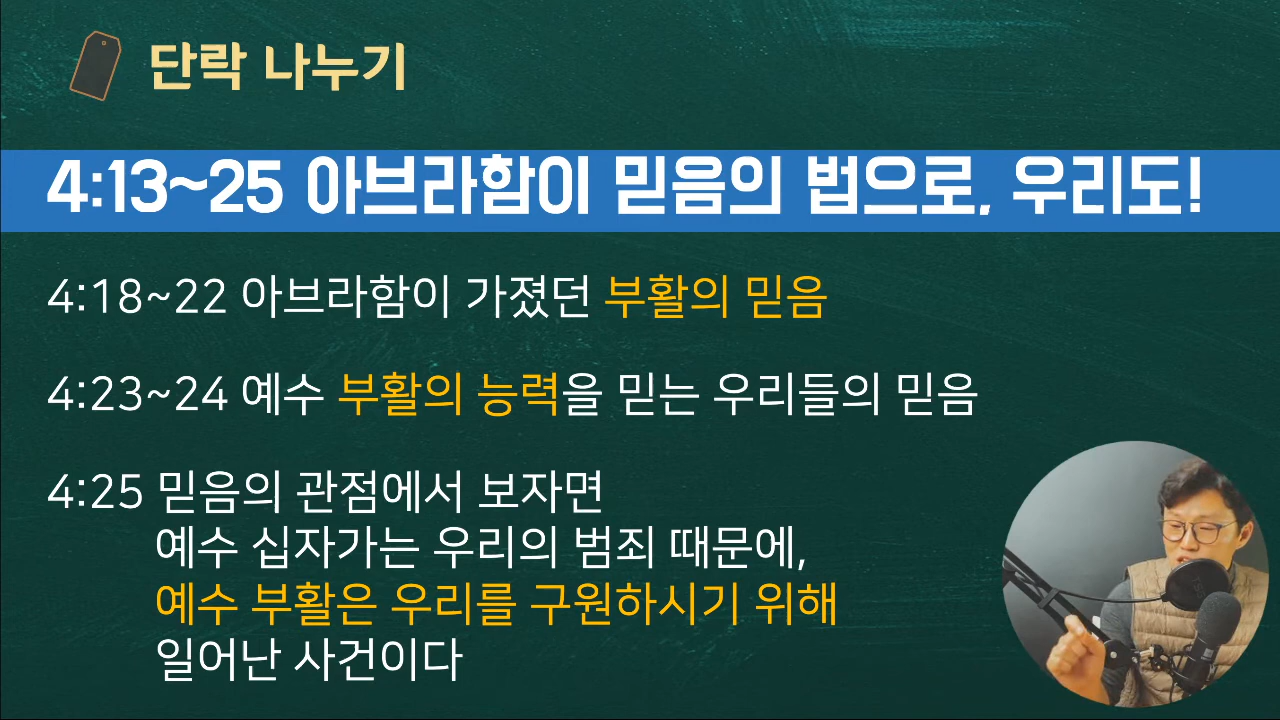 단락 나누기
4:13~25 아브라함이 믿음의 법으로, 우리도!
4:18~22 아브라함이 가졌던 부활의 믿음
4:23~24 예수 부활의 능력을 믿는 우리들의 믿음
4:25 믿음의 관점에서 보자면
예수 십자가는 우리의 범죄 때문에,
예수 부활은 우리를 구원하시기 위해
일어난 사건이다